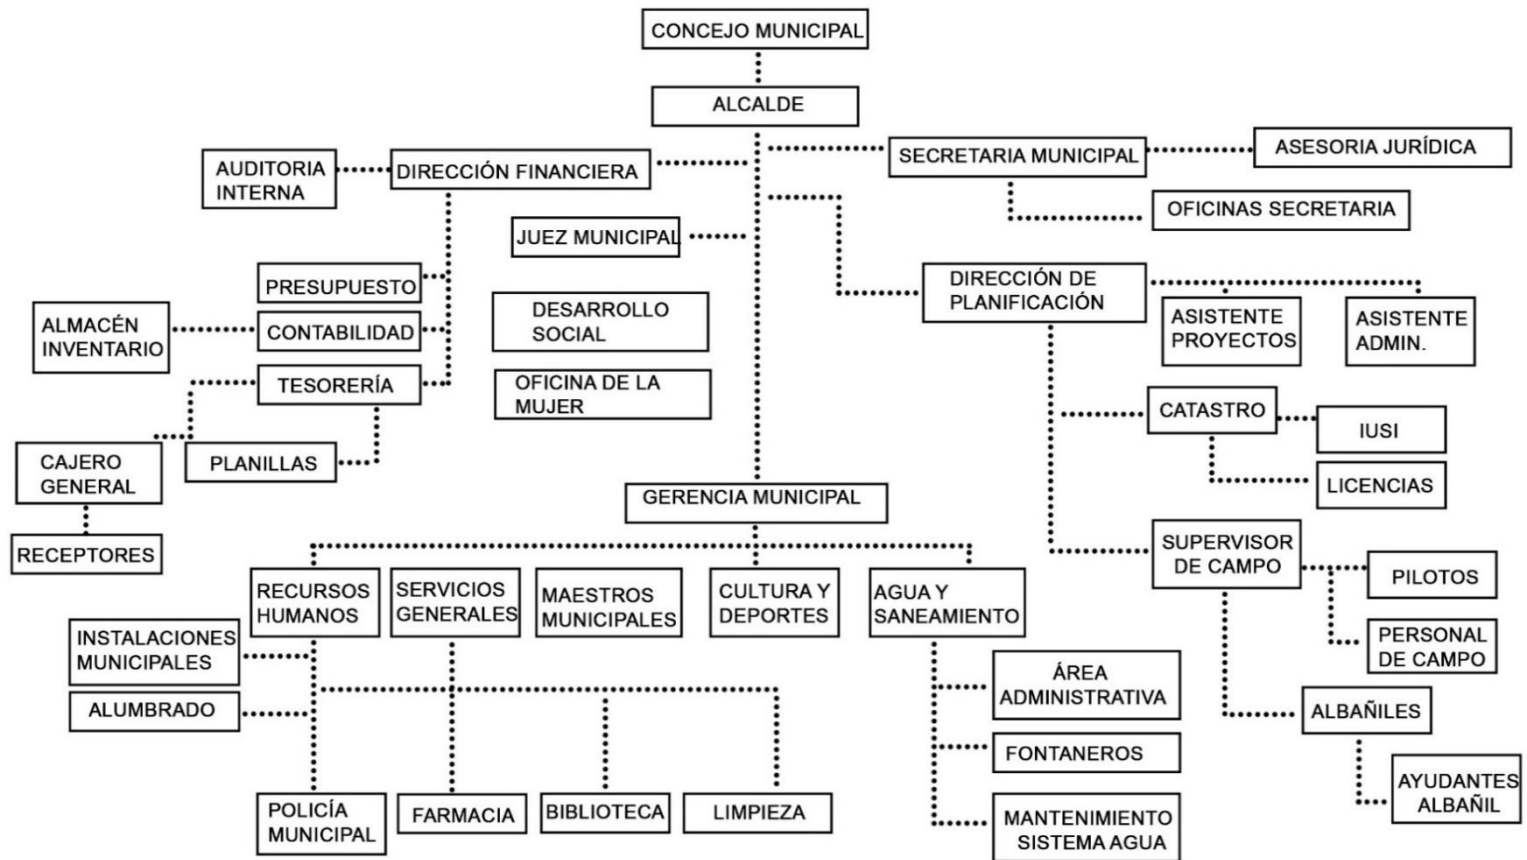 CONCEJO MUNICIPAL
ALCALDE
AUDITORIA
INTERNA
DIRECCIÓN FINANCIERA
SECRETARIA MUNICIPAL
ASESORIA JURÍDICA
OFICINAS SECRETARIA
JUEZ MUNICIPAL
PRESUPUESTO
ALMACÉN
INVENTARIO
CONTABILIDAD
TESORERÍA
CAJERO
GENERAL
PLANILLAS
RECEPTORES
DESARROLLO
SOCIAL
OFICINA DE LA
MUJER
DIRECCIÓN DE
PLANIFICACIÓN
ASISTENTE
PROYECTOS
ASISTENTE
ADMIN.
CATASTRO
IUSI
LICENCIAS
SUPERVISOR
DE CAMPO
PILOTOS
PERSONAL
DE CAMPO
ALBAÑILES
AYUDANTES
ALBAÑIL
GERENCIA MUNICIPAL
RECURSOS
HUMANOS
SERVICIOS
GENERALES
MAESTROS
MUNICIPALES
CULTURA Y
DEPORTES
AGUA Y
SANEAMIENTO
INSTALACIONES
MUNICIPALES
ALUMBRADO
POLICÍA
MUNICIPAL
FARMACIA
BIBLIOTECA
LIMPIEZA
ÁREA
ADMINISTRATIVA
FONTANEROS
MANTENIMIENTO
SISTEMA AGUA